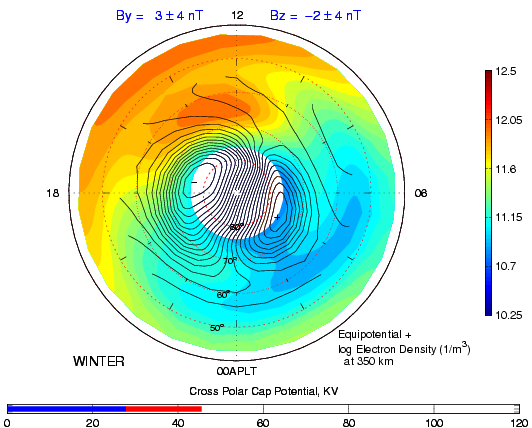 By = 3 ± 4 nT 12 Bz = −2 ± 4 nT
12.5
12.05
11.6
18 06
11.15
80°
70°
10.7
60°
50°
10.25
Equipotential +
log Electron Density (1/m³)
at 350 km
WINTER
00APLT
Cross Polar Cap Potential, KV
0 20 40 60 80 100 120